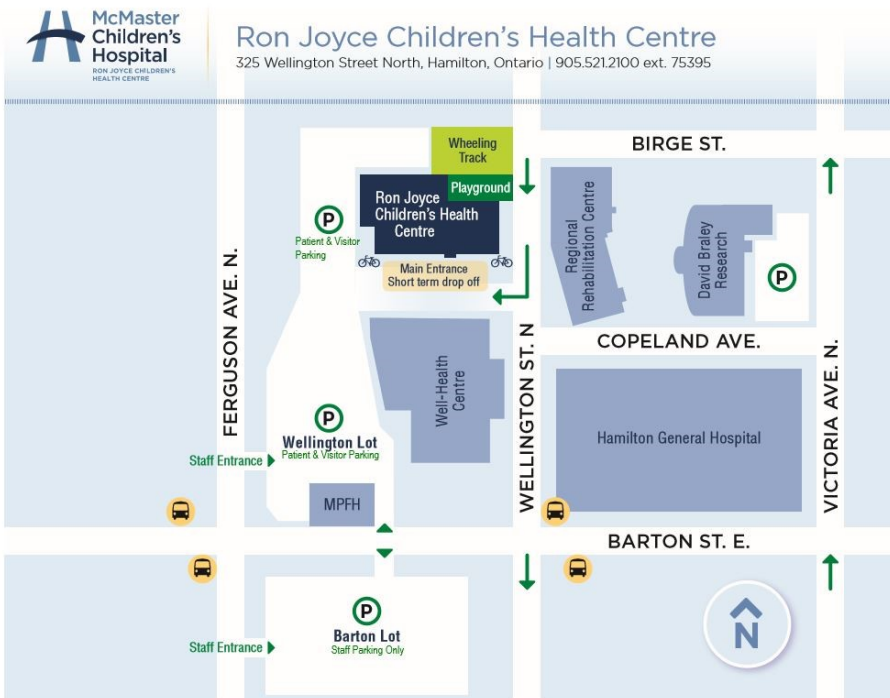 McMaster
Children's
Hospital
RON JOYCE CHILDREN'S
HEALTH CENTRE
Ron Joyce Children's Health Centre
325 Wellington Street North, Hamilton, Ontario | 905.521.2100 ext. 75395
Wheeling
Track
BIRGE ST.
Playground
Ron Joyce
Children's Health
Centre
P
Patient & Visitor
Parking
Main Entrance
Short term drop off
Regional
Rehabilitation Centre
David Braley
Research
P
FERGUSON AVE. N.
WELLINGTON ST. N
COPELAND AVE.
VICTORIA AVE. N.
Well-Health
Centre
P
Wellington Lot
Patient & Visitor Parking
Staff Entrance
Hamilton General Hospital
MPFH
BARTON ST. E.
P
Barton Lot
Staff Parking Only
Staff Entrance
N